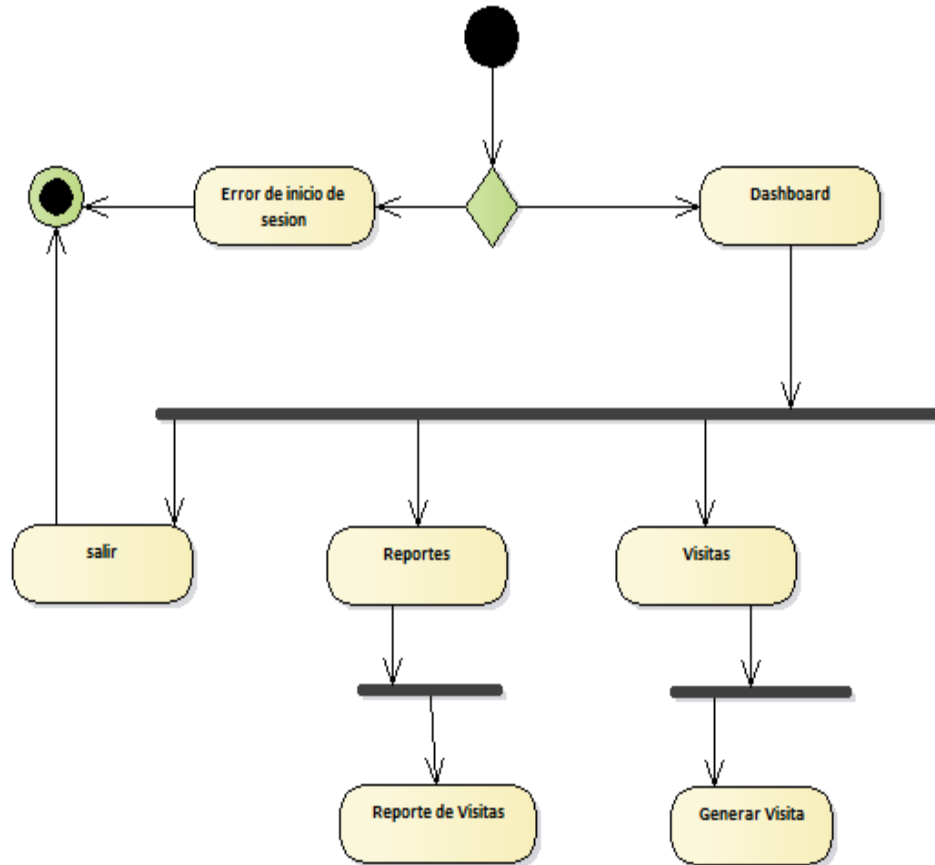 Error de inicio de
sesion
Dashboard
salir
Reportes
Visitas
Reporte de Visitas
Generar Visita